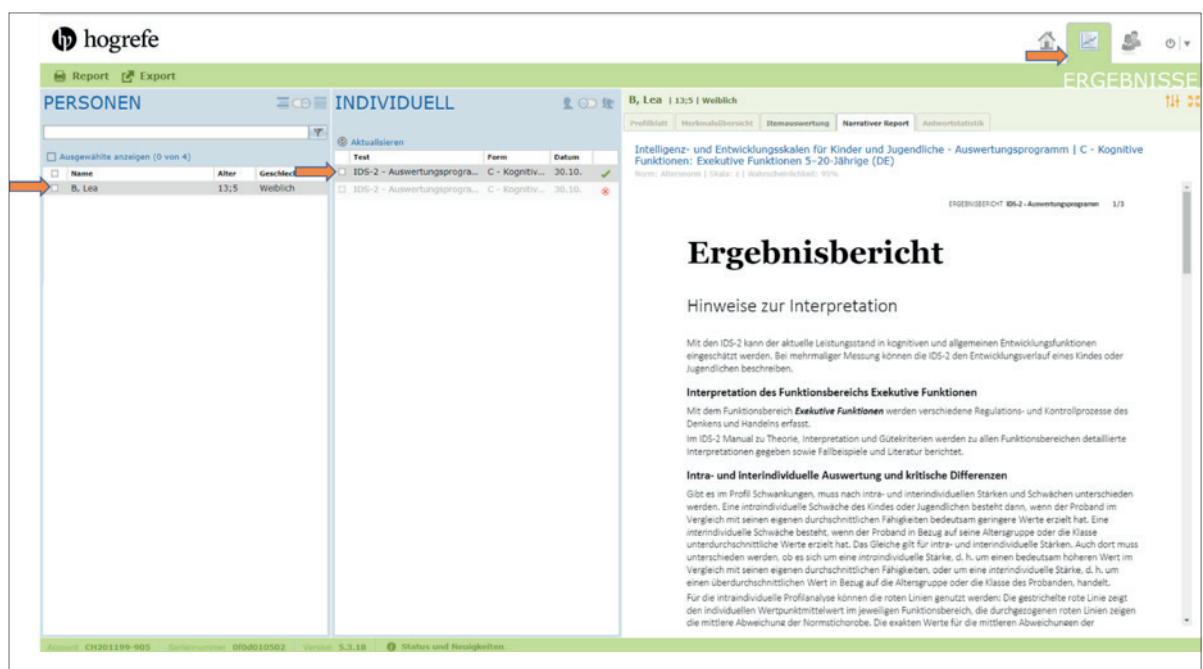 hogrefe
Report Export
ERGEBNISSE
PERSONEN
Ausgewählte anzeigen (0 von 4)
Name Alter Geschlech
B, Lea 13;5 Weiblich
INDIVIDUELL
Aktualisieren
Test Form Datum
IDS-2 - Auswertungsprogra... C - Kognitiv... 30.10.
IDS-2 - Auswertungsprogra... C - Kognitiv... 30.10.
B, Lea | 13;5 | Weiblich
Profilblatt Merkmalsübersicht Itemauswertung Narrativer Report Antwortstatistik
Intelligenz- und Entwicklungsskalen für Kinder und Jugendliche - Auswertungsprogramm | C - Kognitive
Funktionen: Exekutive Funktionen 5–20-Jährige (DE)
Norm: Altersnorm | Skala: z | Wahrscheinlichkeit: 95%
ERGEBNISBERICHT IDS-2 - Auswertungsprogramm 1/3
Ergebnisbericht
Hinweise zur Interpretation
Mit den IDS-2 kann der aktuelle Leistungsstand in kognitiven und allgemeinen Entwicklungsfunktionen
eingeschätzt werden. Bei mehrmaliger Messung können die IDS-2 den Entwicklungsverlauf eines Kindes oder
Jugendlichen beschreiben.
Interpretation des Funktionsbereichs Exekutive Funktionen
Mit dem Funktionsbereich Exekutive Funktionen werden verschiedene Regulations- und Kontrollprozesse des
Denkens und Handelns erfasst.
Im IDS-2 Manual zu Theorie, Interpretation und Gütekriterien werden zu allen Funktionsbereichen detaillierte
Interpretationen gegeben sowie Fallbeispiele und Literatur berichtet.
Intra- und interindividuelle Auswertung und kritische Differenzen
Gibt es im Profil Schwankungen, muss nach intra- und interindividuellen Stärken und Schwächen unterschieden
werden. Eine intraindividuelle Schwäche des Kindes oder Jugendlichen besteht dann, wenn der Proband im
Vergleich mit seinen eigenen durchschnittlichen Fähigkeiten bedeutsam geringere Werte erzielt hat. Eine
interindividuelle Schwäche besteht, wenn der Proband in Bezug auf seine Altersgruppe oder die Klasse
unterdurchschnittliche Werte erzielt hat. Das Gleiche gilt für intra- und interindividuelle Stärken. Auch dort muss
unterschieden werden, ob es sich um eine intraindividuelle Stärke, d. h. um einen bedeutsam höheren Wert im
Vergleich mit seinen eigenen durchschnittlichen Fähigkeiten, oder um eine interindividuelle Stärke, d. h. um
einen überdurchschnittlichen Wert in Bezug auf die Altersgruppe oder die Klasse des Probanden, handelt.
Für die intraindividuelle Profilanalyse können die roten Linien genutzt werden: Die gestrichelte rote Linie zeigt
den individuellen Wertpunktmittelwert im jeweiligen Funktionsbereich, die durchgezogenen roten Linien zeigen
die mittlere Abweichung der Normstichprobe. Die exakten Werte für die mittleren Abweichungen der
Account CH201199-905 Seriennummer 0f0d010502 Version 5.3.18 Status und Neuigkeiten